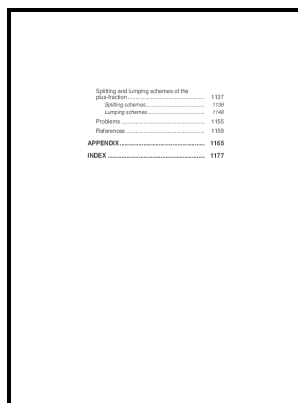 Splitting and lumping schemes of the
plus-fraction.......................................... 1137
Splitting schemes................................ 1138
Lumping schemes............................... 1148
Problems.............................................. 1155
References ........................................... 1159
APPENDIX............................................. 1165
INDEX .................................................. 1177